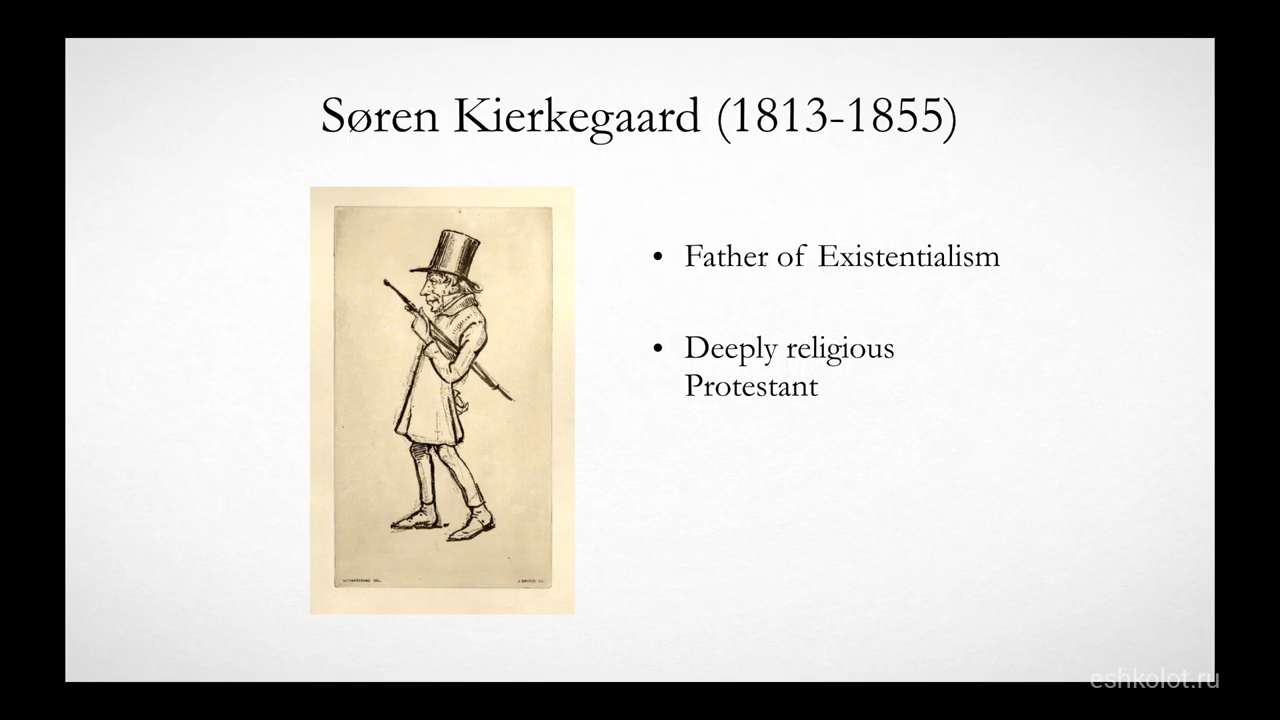 Søren Kierkegaard (1813-1855)
• Father of Existentialism
• Deeply religious
Protestant
eshkolot.ru